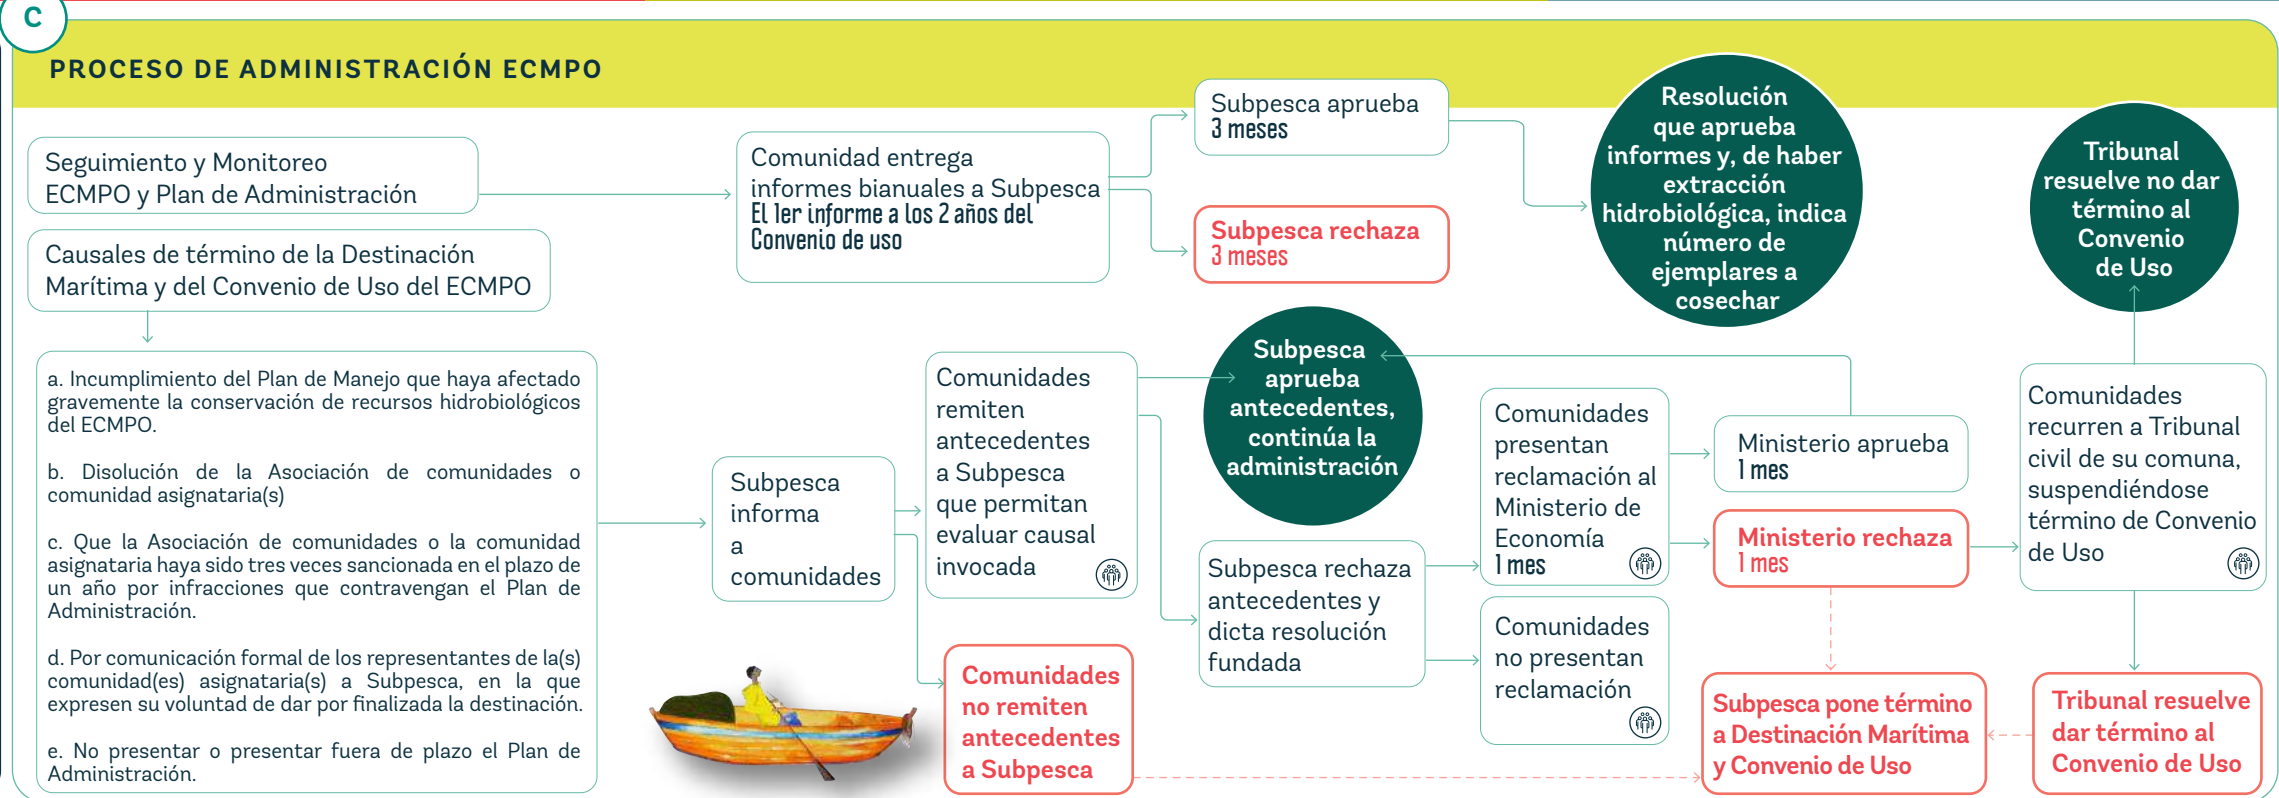 C
PROCESO DE ADMINISTRACIÓN ECMPO
Seguimiento y Monitoreo
ECMPO y Plan de Administración
Comunidad entrega
informes bianuales a Subpesca
El 1er informe a los 2 años del
Convenio de uso
Subpesca aprueba
3 meses
Subpesca rechaza
3 meses
Resolución
que aprueba
informes y, de haber
extracción
hidrobiológica, indica
número de
ejemplares a
cosechar
Causales de término de la Destinación
Marítima y del Convenio de Uso del ECMPO
a. Incumplimiento del Plan de Manejo que haya afectado
gravemente la conservación de recursos hidrobiológicos
del ECMPO.
b. Disolución de la Asociación de comunidades o
comunidad asignataria(s)
c. Que la Asociación de comunidades o la comunidad
asignataria haya sido tres veces sancionada en el plazo de
un año por infracciones que contravengan el Plan de
Administración.
d. Por comunicación formal de los representantes de la(s)
comunidad(es) asignataria(s) a Subpesca, en la que
expresen su voluntad de dar por finalizada la destinación.
e. No presentar o presentar fuera de plazo el Plan de
Administración.
Subpesca
informa
a
comunidades
Comunidades
remiten
antecedentes
a Subpesca
que permitan
evaluar causal
invocada
Comunidades
no remiten
antecedentes
a Subpesca
Subpesca
aprueba
antecedentes,
continúa la
administración
Subpesca rechaza
antecedentes y
dicta resolución
fundada
Comunidades
presentan
reclamación al
Ministerio de
Economía
1 mes
Comunidades
no presentan
reclamación
Ministerio aprueba
1 mes
Ministerio rechaza
1 mes
Subpesca pone término
a Destinación Marítima
y Convenio de Uso
Tribunal
resuelve no dar
término al
Convenio
de Uso
Comunidades
recurren a Tribunal
civil de su comuna,
suspendiéndose
término de Convenio
de Uso
Tribunal resuelve
dar término al
Convenio de Uso